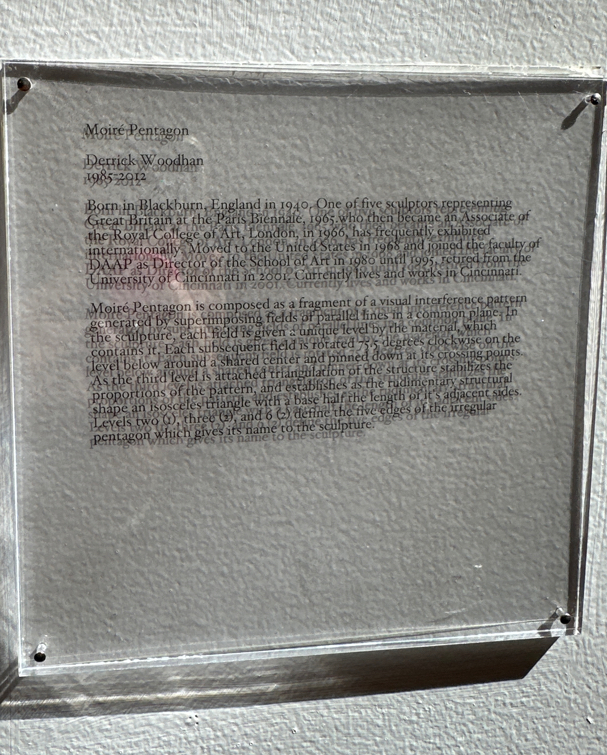 Moiré Pentagon
Derrick Woodhan
1985-2012
Born in Blackburn, England in 1940. One of five sculptors representing
Great Britain at the Paris Biennale, 1965, who then became an Associate of
the Royal College of Art, London, in 1966, has frequently exhibited
internationally. Moved to the United States in 1968 and joined the faculty of
DAAP as Director of the School of Art in 1980 until 1995, retired from the
University of Cincinnati in 2001. Currently lives and works in Cincinnati.
Moiré Pentagon is composed as a fragment of a visual interference pattern
generated by superimposing fields of parallel lines in a common plane. In
the sculpture, each field is given a unique level by the material, which
contains it. Each subsequent field is rotated 75.5 degrees clockwise on the
level below around a shared center and pinned down at its crossing points.
As the third level is attached triangulation of the structure stabilizes the
proportions of the pattern, and establishes as the rudimentary structural
shape an isosceles triangle with a base half the length of it's adjacent sides.
Levels two (1), three (2), and 6 (2) define the five edges of the irregular
pentagon which gives its name to the sculpture.